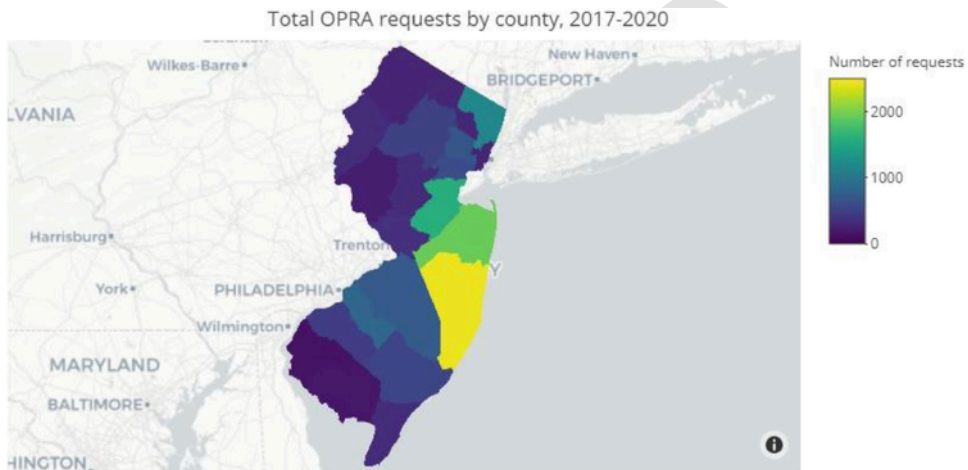 Total OPRA requests by county, 2017-2020
Number of requests
New Haven
Wilkes-Barre
BRIDGEPORT
2000
LVANIA
1000
Harrisburg
Trenton
0
Y
York
PHILADELPHIA
Wilmington
MARYLAND
BALTIMORE
HINGTON